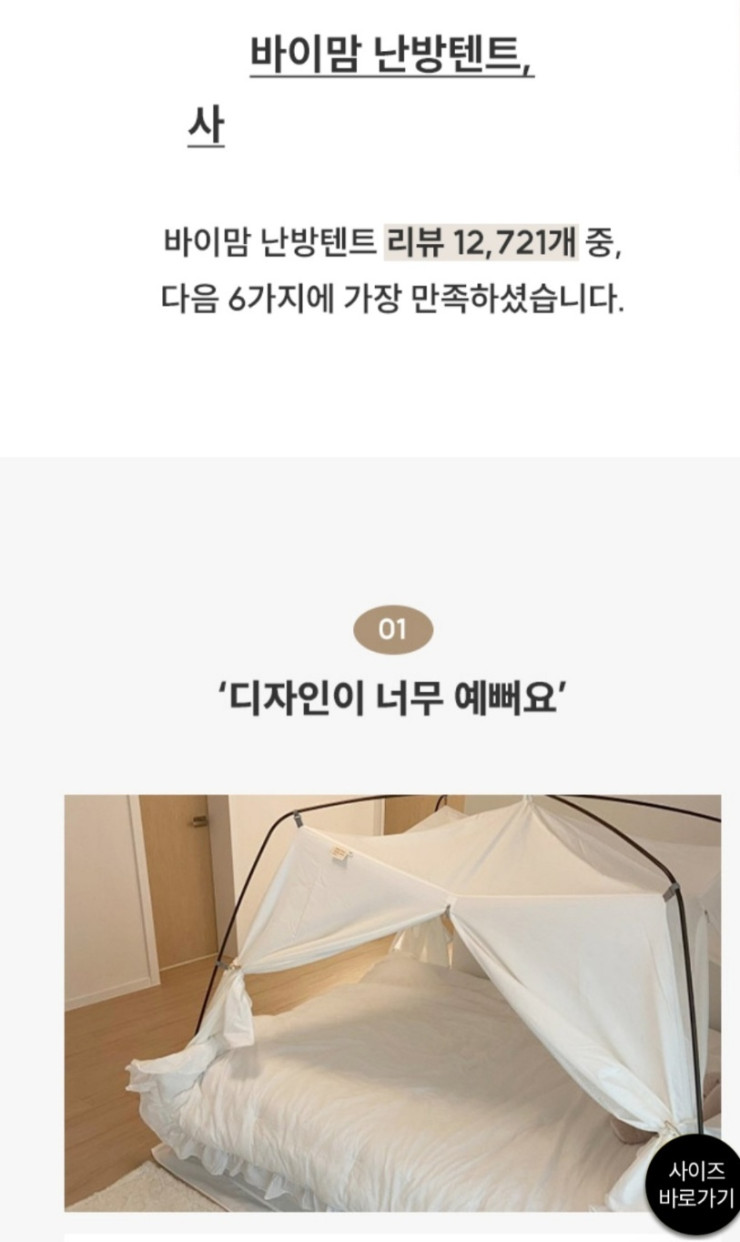 바이맘 난방텐트,
사
바이맘 난방텐트 리뷰 12,721개 중,
다음 6가지에 가장 만족하셨습니다.
01
‘디자인이 너무 예뻐요’
사이즈
바로가기